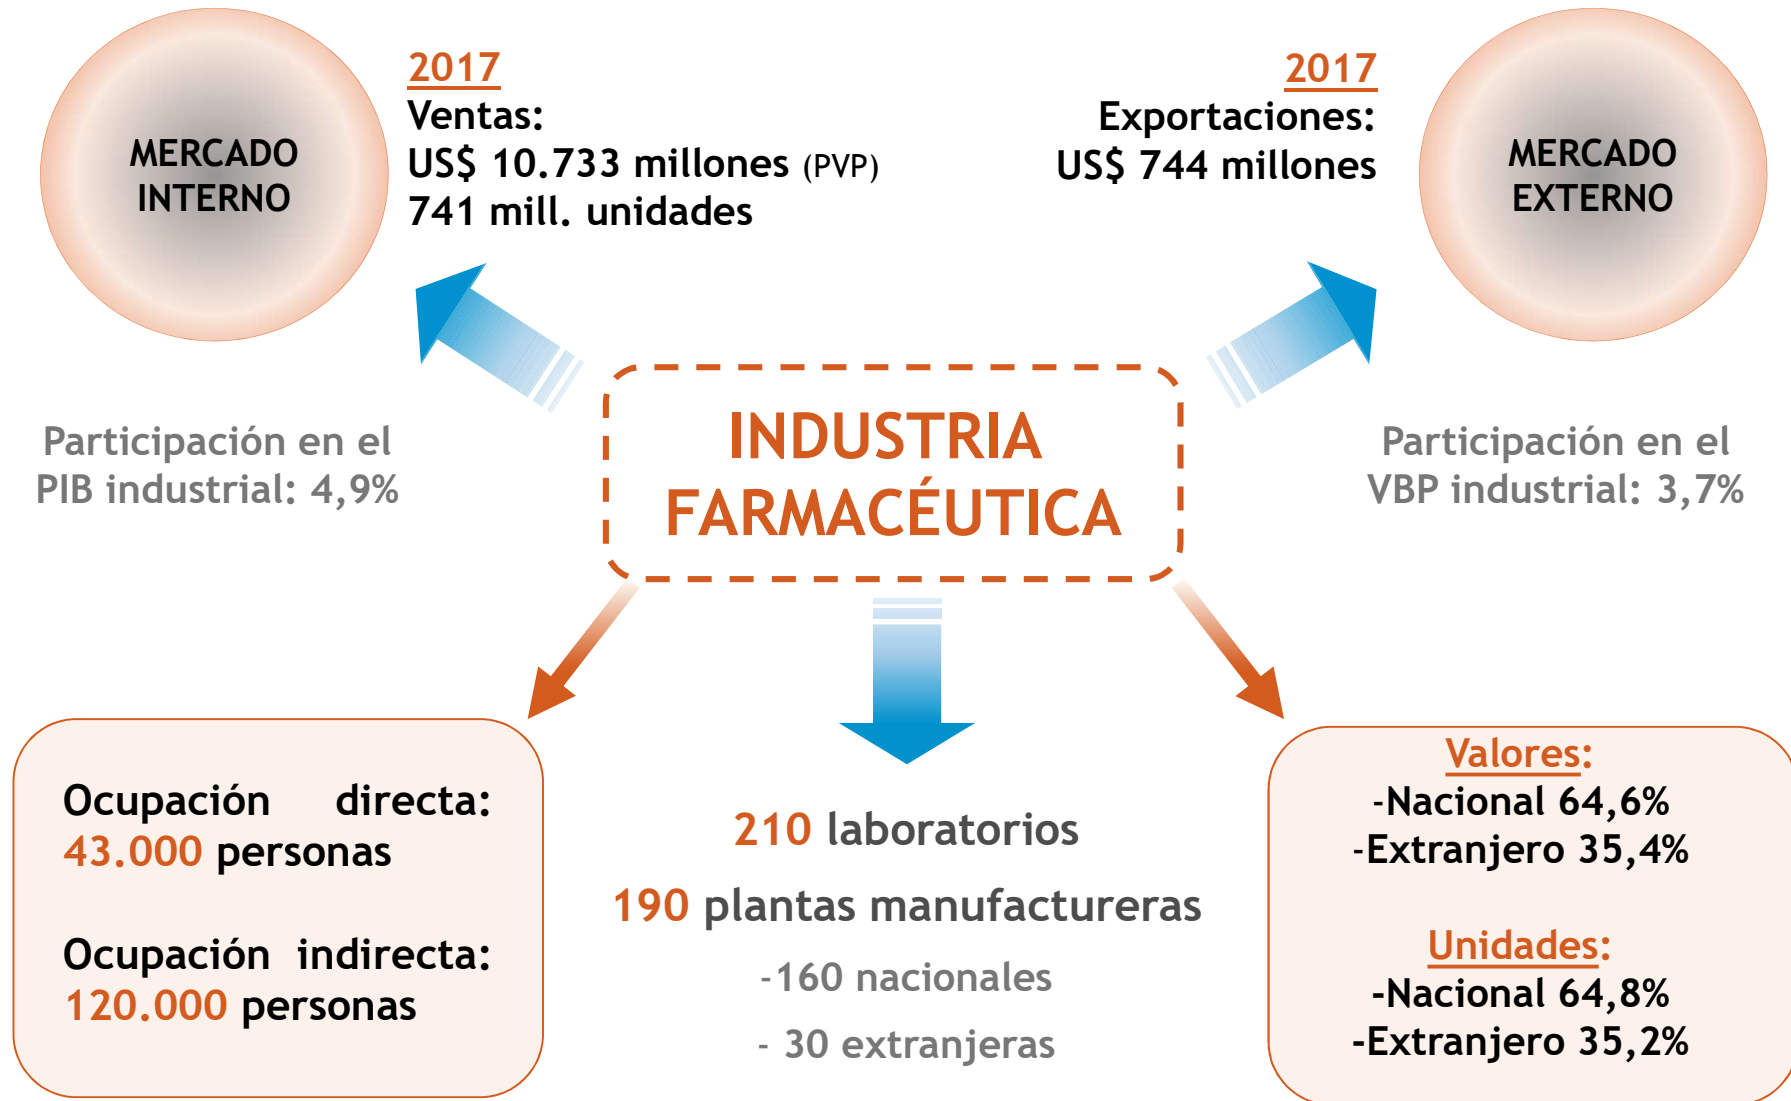 MERCADO
INTERNO
2017
Ventas:
US$ 10.733 millones (PVP)
741 mill. unidades
2017
Exportaciones:
US$ 744 millones
MERCADO
EXTERNO
Participación en el
PIB industrial: 4,9%
INDUSTRIA
FARMACÉUTICA
Participación en el
VBP industrial: 3,7%
Ocupación directa:
43.000 personas
Ocupación indirecta:
120.000 personas
210 laboratorios
190 plantas manufactureras
-160 nacionales
- 30 extranjeras
Valores:
-Nacional 64,6%
-Extranjero 35,4%
Unidades:
-Nacional 64,8%
-Extranjero 35,2%